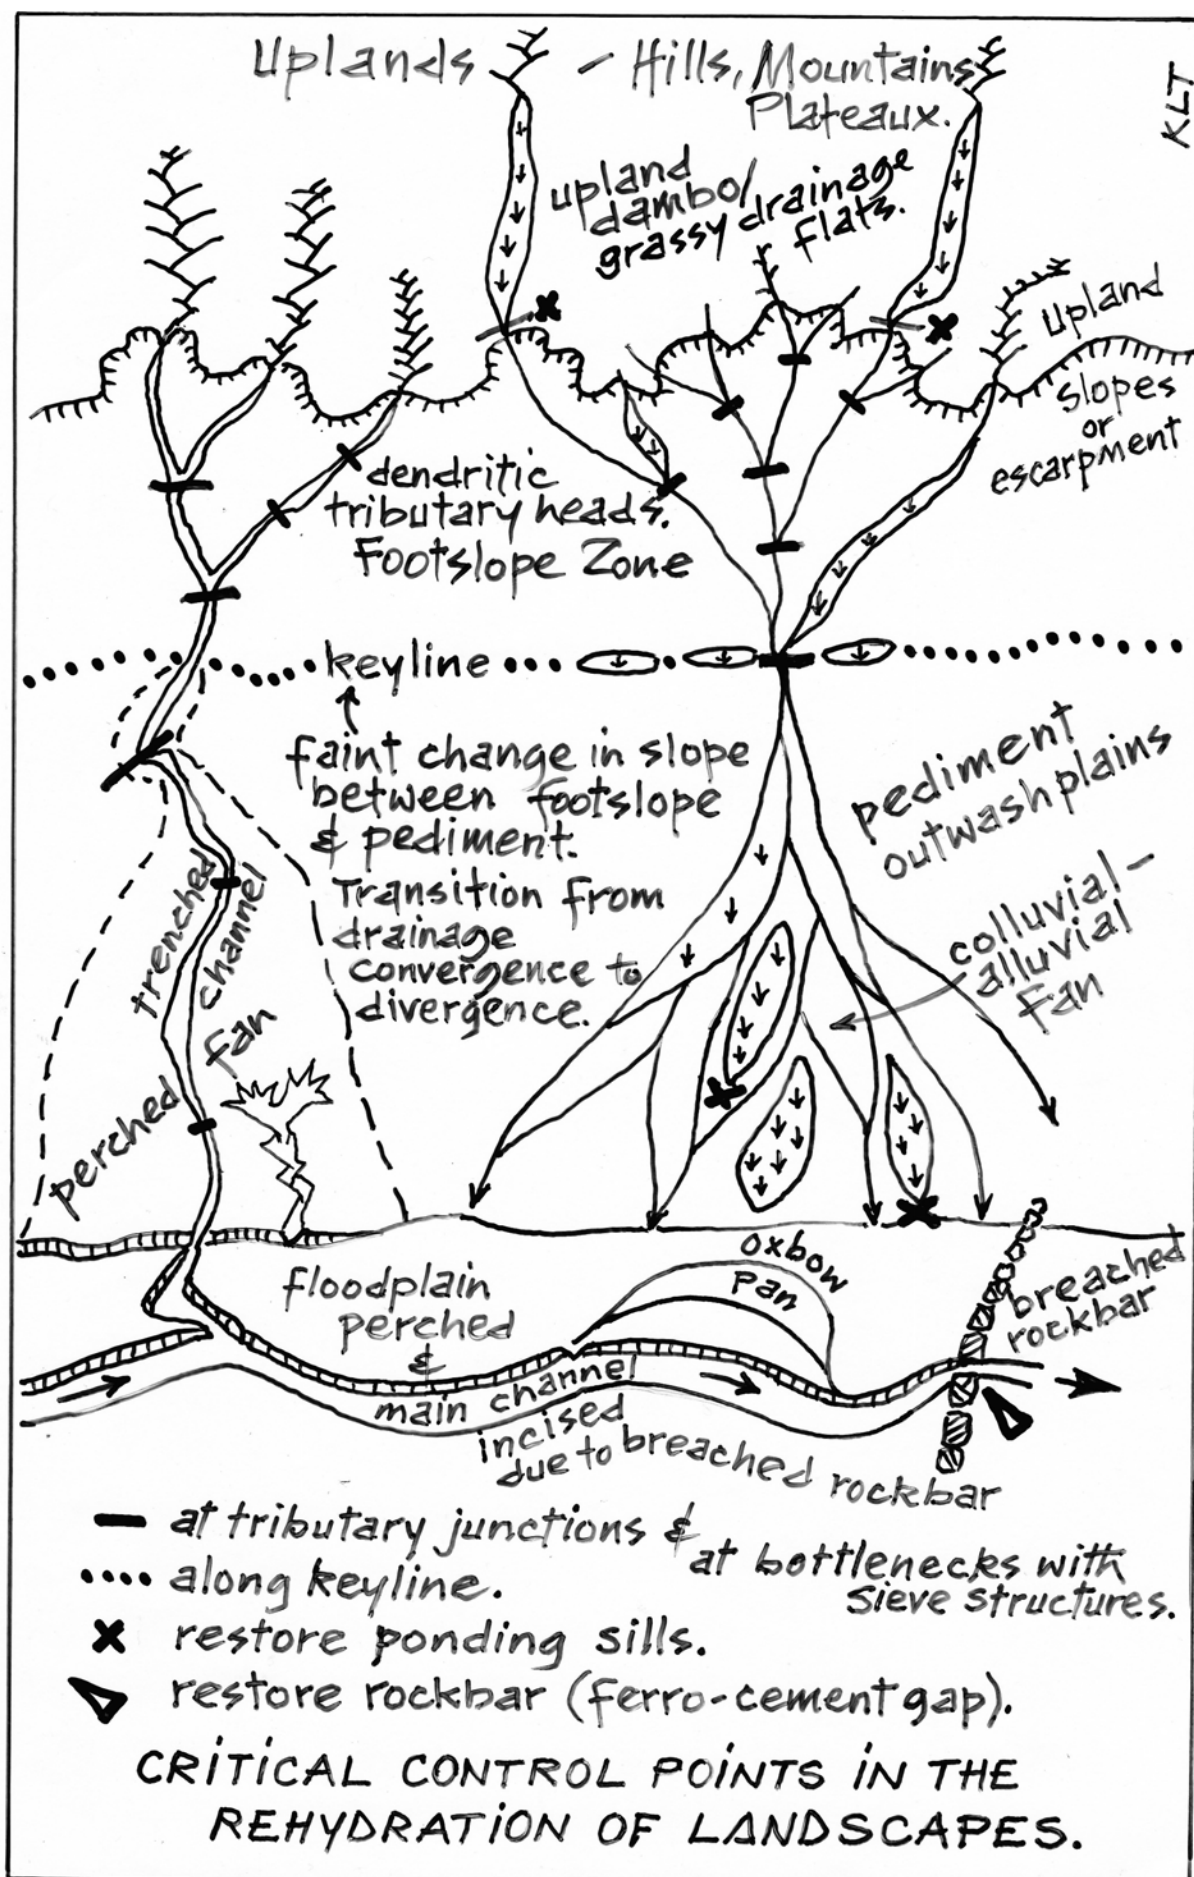 Uplands - Hills, Mountains
Plateaux.
KLT
upland
dambo/
grassy drainage
flats.
Upland
slopes
or
escarpment
dendritic
tributary heads.
Footslope Zone
keyline
faint change in slope
between footslope
& pediment.
Transition from
drainage
convergence to
divergence.
pediment
outwash plains
colluvial-
alluvial
Fan
trenched
channel
perched fan
floodplain
perched
&
main channel
incised
due to breached rockbar
oxbow
Pan
breached
rockbar
at tributary junctions & at bottlenecks with
sieve structures.
along keyline.
restore ponding sills.
restore rockbar (ferro-cement gap).
CRITICAL CONTROL POINTS IN THE
REHYDRATION OF LANDSCAPES.